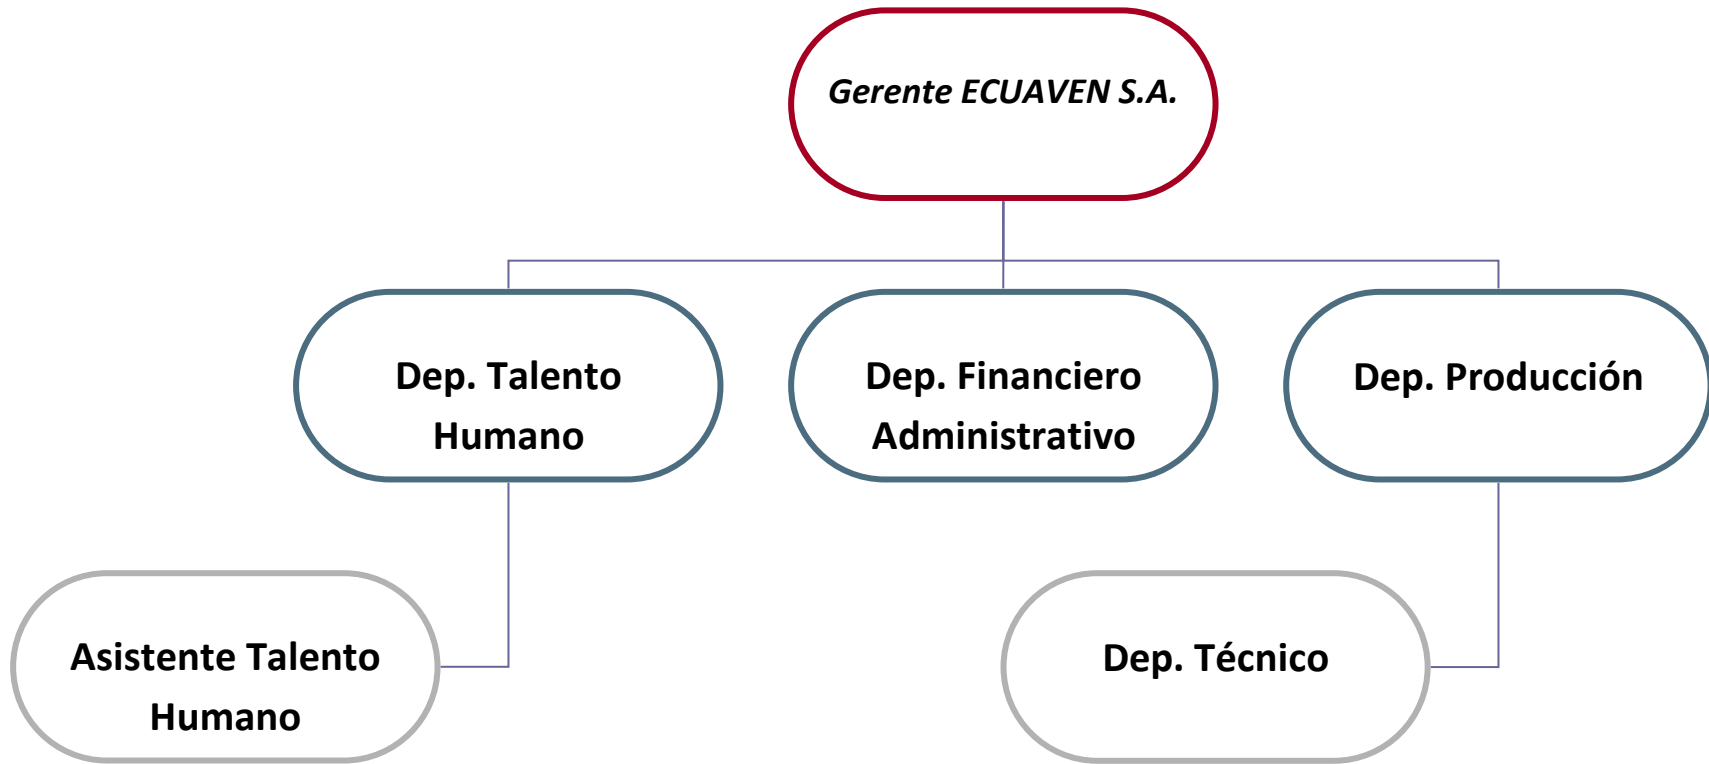 Gerente ECUAVEN S.A.
Dep. Talento
Humano
Dep. Financiero
Administrativo
Dep. Producción
Asistente Talento
Humano
Dep. Técnico